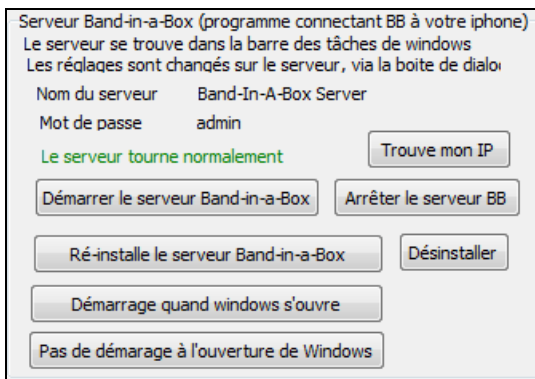 Serveur Band-in-a-Box (programme connectant BB à votre iphone)
Le serveur se trouve dans la barre des tâches de windows
Les réglages sont changés sur le serveur, via la boite de dialo
Nom du serveur Band-In-A-Box Server
Mot de passe admin
Le serveur tourne normalement Trouve mon IP
Démarrer le serveur Band-in-a-Box Arrêter le serveur BB
Ré-installe le serveur Band-in-a-Box Désinstaller
Démarrage quand windows s'ouvre
Pas de démarage à l'ouverture de Windows